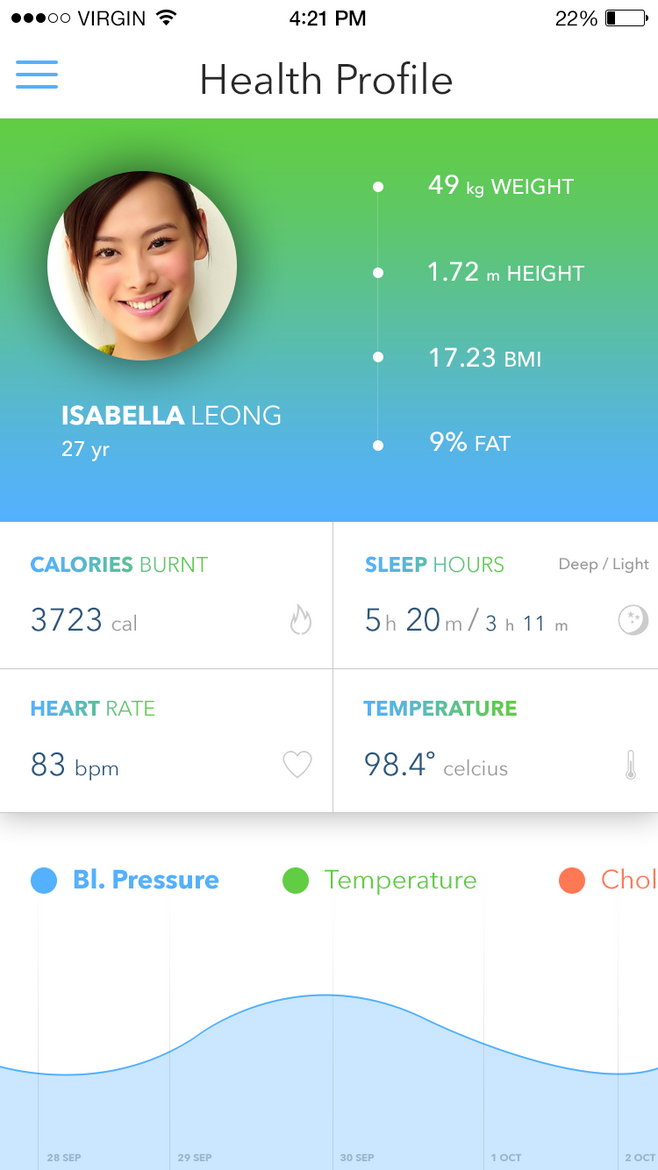 VIRGIN 4:21 PM 22%
Health Profile
49 kg WEIGHT
1.72 m HEIGHT
17.23 BMI
9% FAT
ISABELLA LEONG
27 yr
CALORIES BURNT
3723 cal
SLEEP HOURS Deep / Light
5 h 20 m / 3 h 11 m
HEART RATE
83 bpm
TEMPERATURE
98.4° celcius
Bl. Pressure Temperature Chol
28 SEP 29 SEP 30 SEP 1 OCT 2 OCT